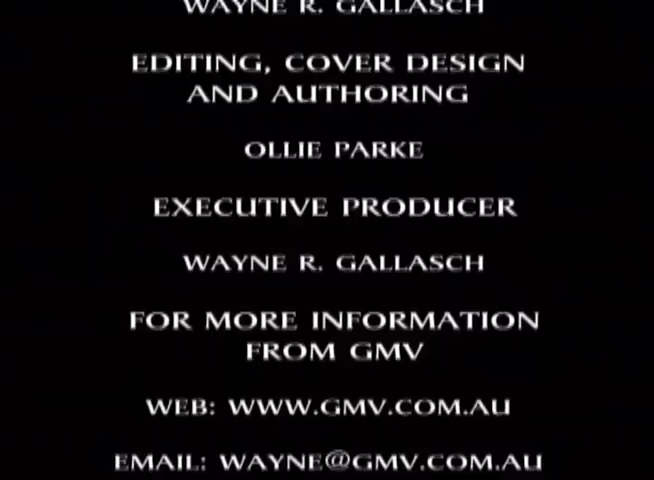 WAYNE R. GALLASCH
EDITING, COVER DESIGN
AND AUTHORING
OLLIE PARKE
EXECUTIVE PRODUCER
WAYNE R. GALLASCH
FOR MORE INFORMATION
FROM GMV
WEB: WWW.GMV.COM.AU
EMAIL: WAYNE@GMV.COM.AU